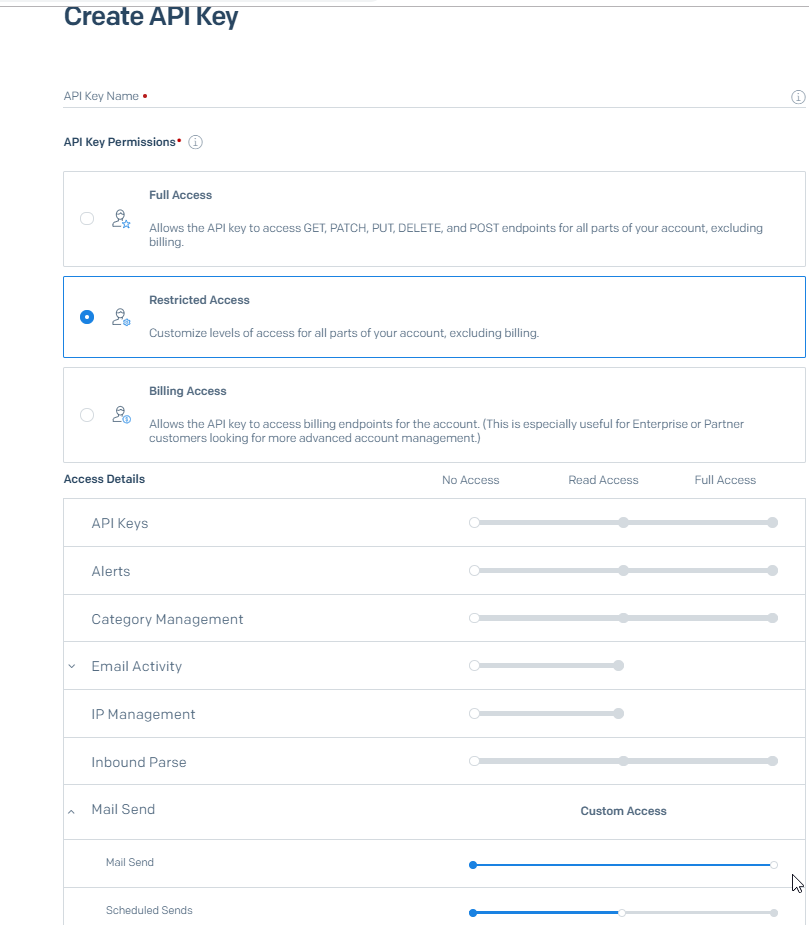 Create API Key
API Key Name
API Key Permissions
Full Access
Allows the API key to access GET, PATCH, PUT, DELETE, and POST endpoints for all parts of your account, excluding
billing.
Restricted Access
Customize levels of access for all parts of your account, excluding billing.
Billing Access
Allows the API key to access billing endpoints for the account. (This is especially useful for Enterprise or Partner
customers looking for more advanced account management.)
Access Details No Access Read Access Full Access
API Keys
Alerts
Category Management
Email Activity
IP Management
Inbound Parse
Mail Send Custom Access
Mail Send
Scheduled Sends